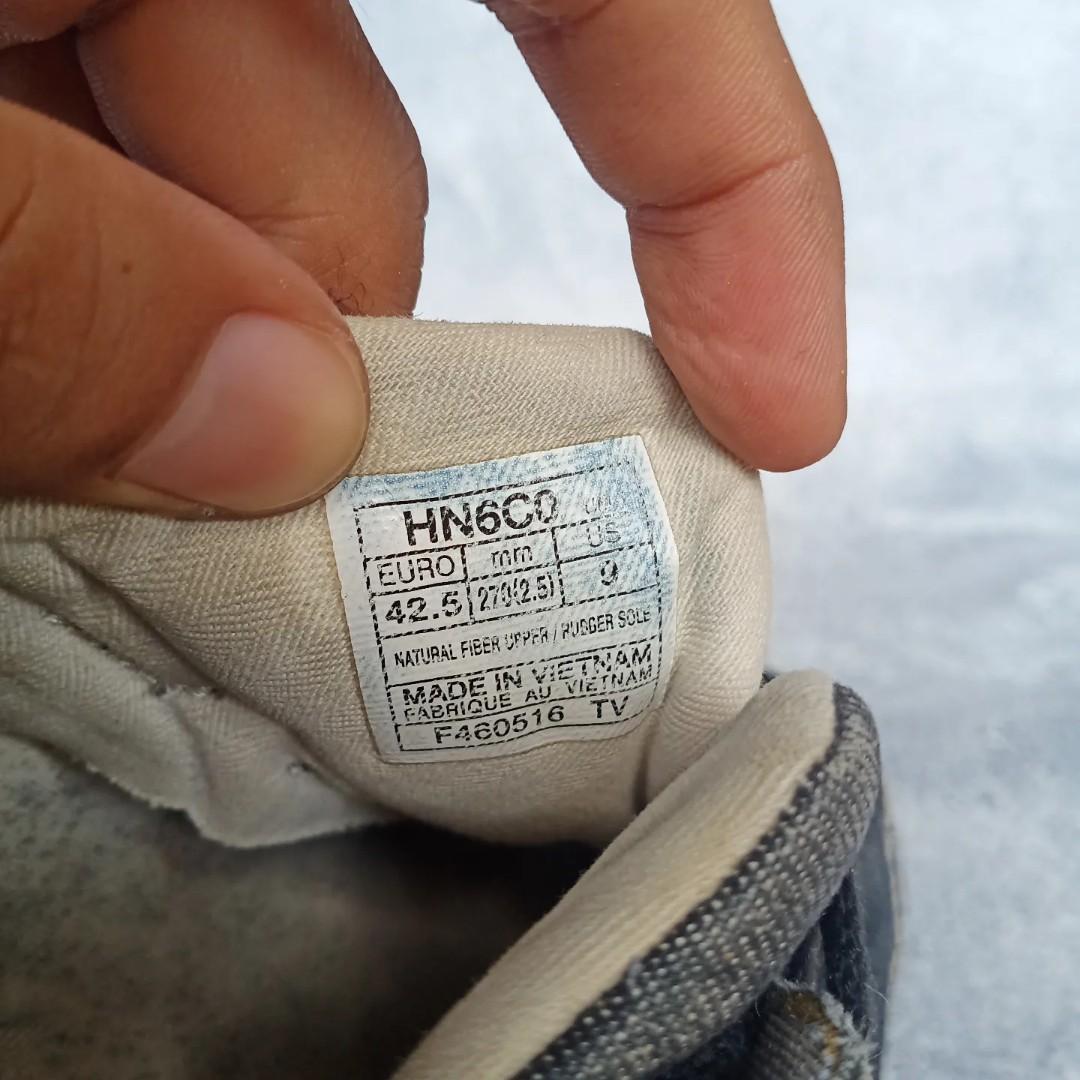 HN6C0
EURO mm US
42.5 270(2.5) 9
NATURAL FIBER UPPER / RUBBER SOLE
MADE IN VIETNAM
FABRIQUE AU VIETNAM
F460516 TV